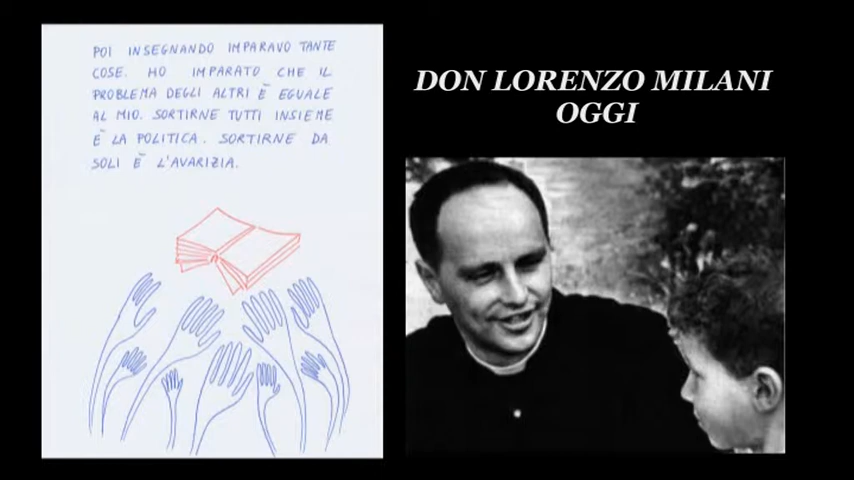 POI INSEGNANDO IMPARAVO TANTE
COSE. HO IMPARATO CHE IL
PROBLEMA DEGLI ALTRI È EGUALE
AL MIO. SORTIRNE TUTTI INSIEME
È LA POLITICA. SORTIRNE DA
SOLI È L'AVARIZIA.
DON LORENZO MILANI
OGGI